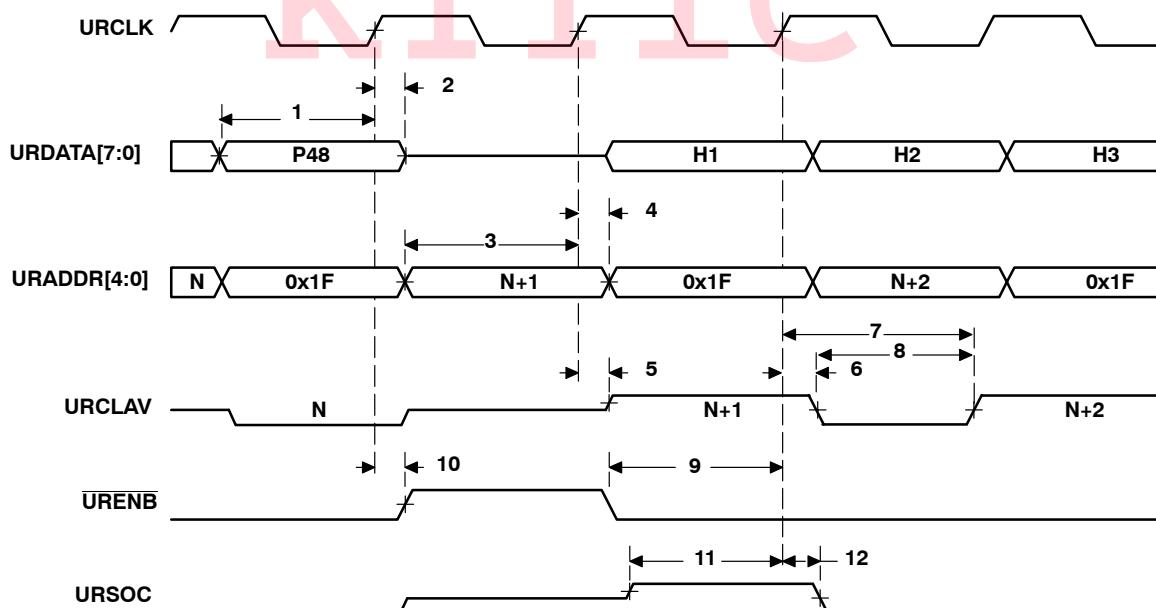 KITIC
URCLK
2
1
URDATA[7:0] P48 H1 H2 H3
4
3
URADDR[4:0] N 0x1F N+1 0x1F N+2 0x1F
7
8
5 6
URCLAV N N+1 N+2
10 9
URENB
11 12
URSOC